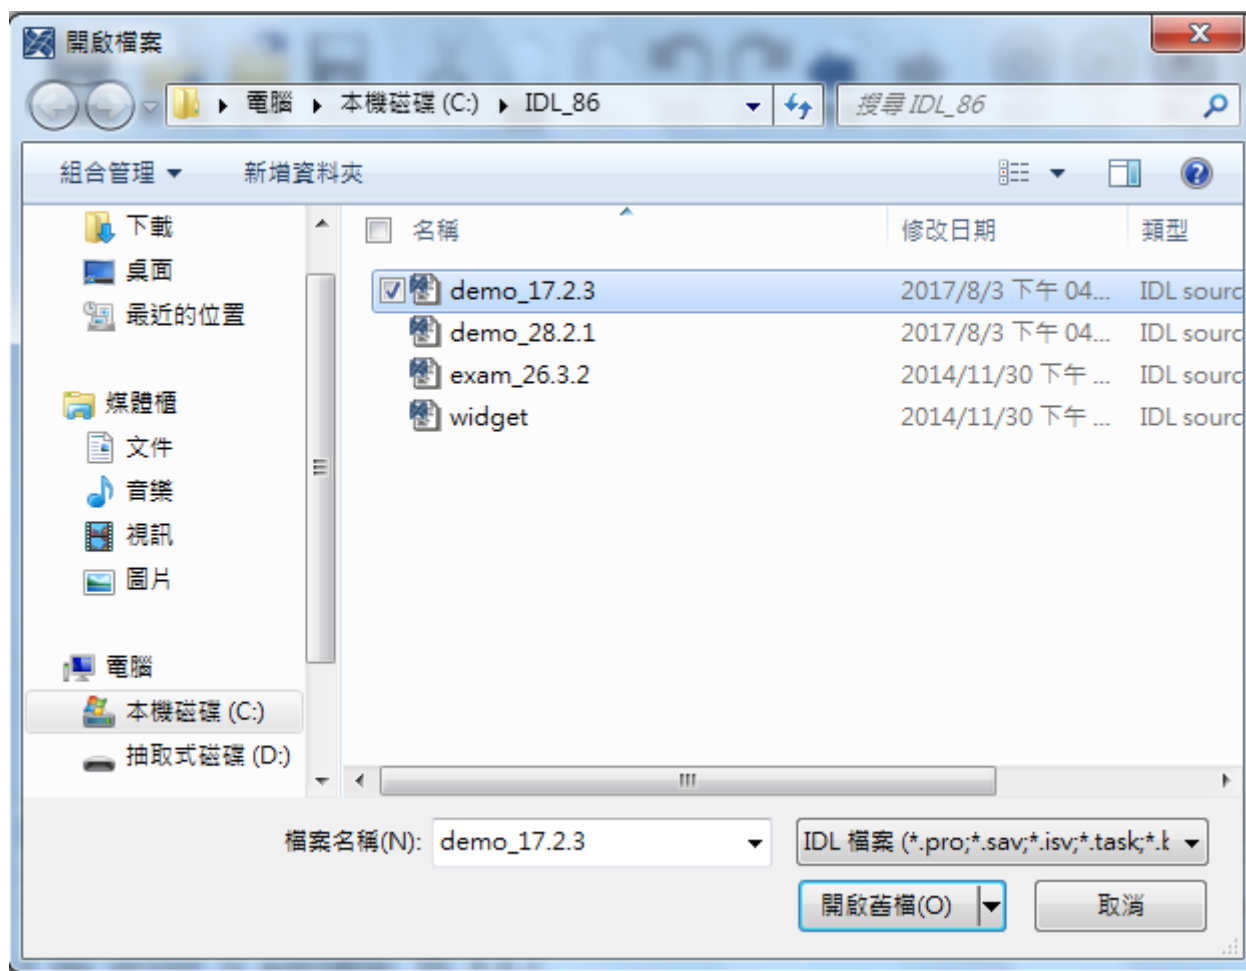 開啟檔案
電腦 本機磁碟 (C:) IDL_86
搜尋 IDL_86
組合管理 新增資料夾
名稱 修改日期 類型
下載
桌面
最近的位置
媒體櫃
文件
音樂
視訊
圖片
電腦
本機磁碟 (C:)
抽取式磁碟 (D:)
demo_17.2.3 2017/8/3 下午 04... IDL sourc
demo_28.2.1 2017/8/3 下午 04... IDL sourc
exam_26.3.2 2014/11/30 下午 ... IDL sourc
widget 2014/11/30 下午 ... IDL sourc
檔案名稱(N): demo_17.2.3 IDL 檔案 (*.pro;*.sav;*.isv;*.task;*.
開啟舊檔(O) 取消